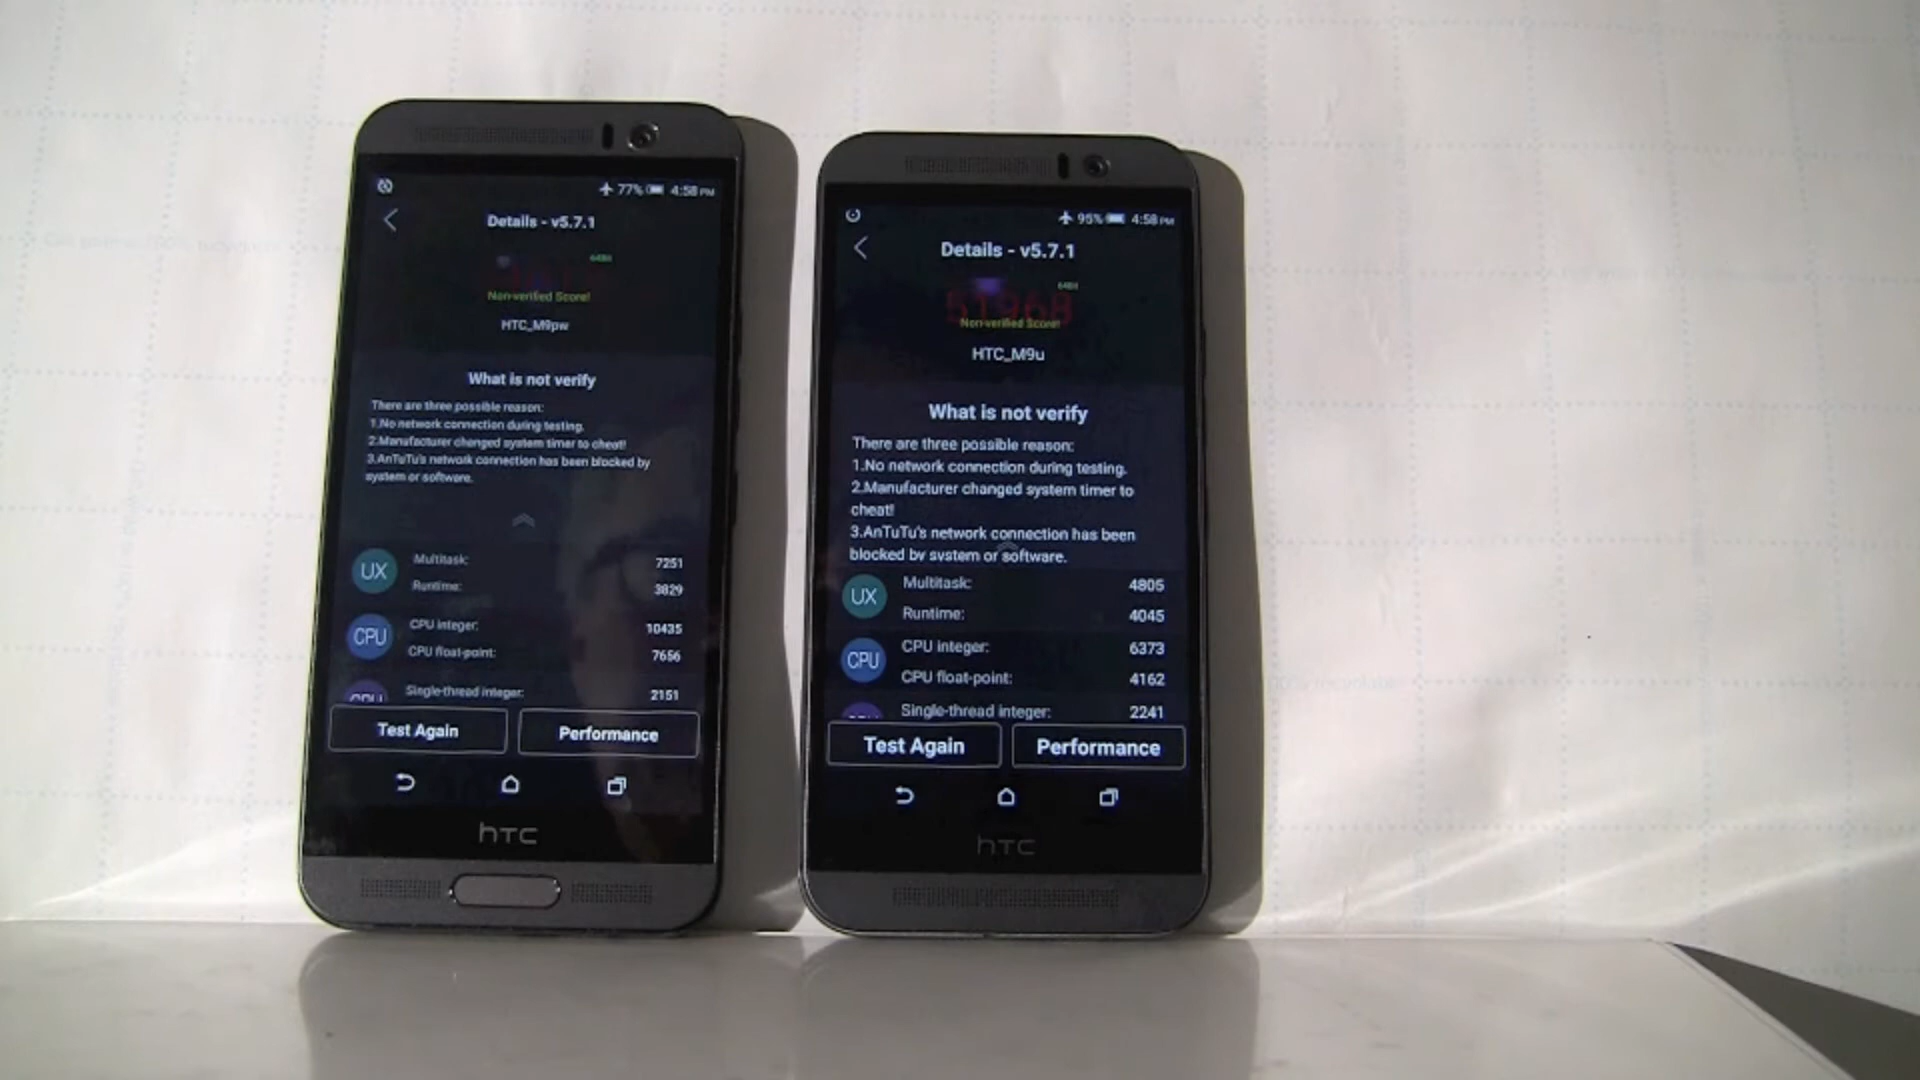 77% 4:58 PM
Details - v5.7.1
64Bit
Non-verified Score!
HTC_M9pw
What is not verify
There are three possible reason:
1.No network connection during testing.
2.Manufacturer changed system timer to cheat!
3.AnTuTu's network connection has been blocked by
system or software.
UX
Multitask: 7251
Runtime: 3829
CPU
CPU integer: 10435
CPU float-point: 7656
CPU
Single-thread integer: 2151
Test Again Performance
hTC
95% 4:58 PM
Details - v5.7.1
64Bit
51968
Non-verified Score!
HTC_M9u
What is not verify
There are three possible reason:
1.No network connection during testing.
2.Manufacturer changed system timer to
cheat!
3.AnTuTu's network connection has been
blocked by system or software.
UX
Multitask: 4805
Runtime: 4045
CPU
CPU integer: 6373
CPU float-point: 4162
Single-thread integer: 2241
Test Again Performance
hTC